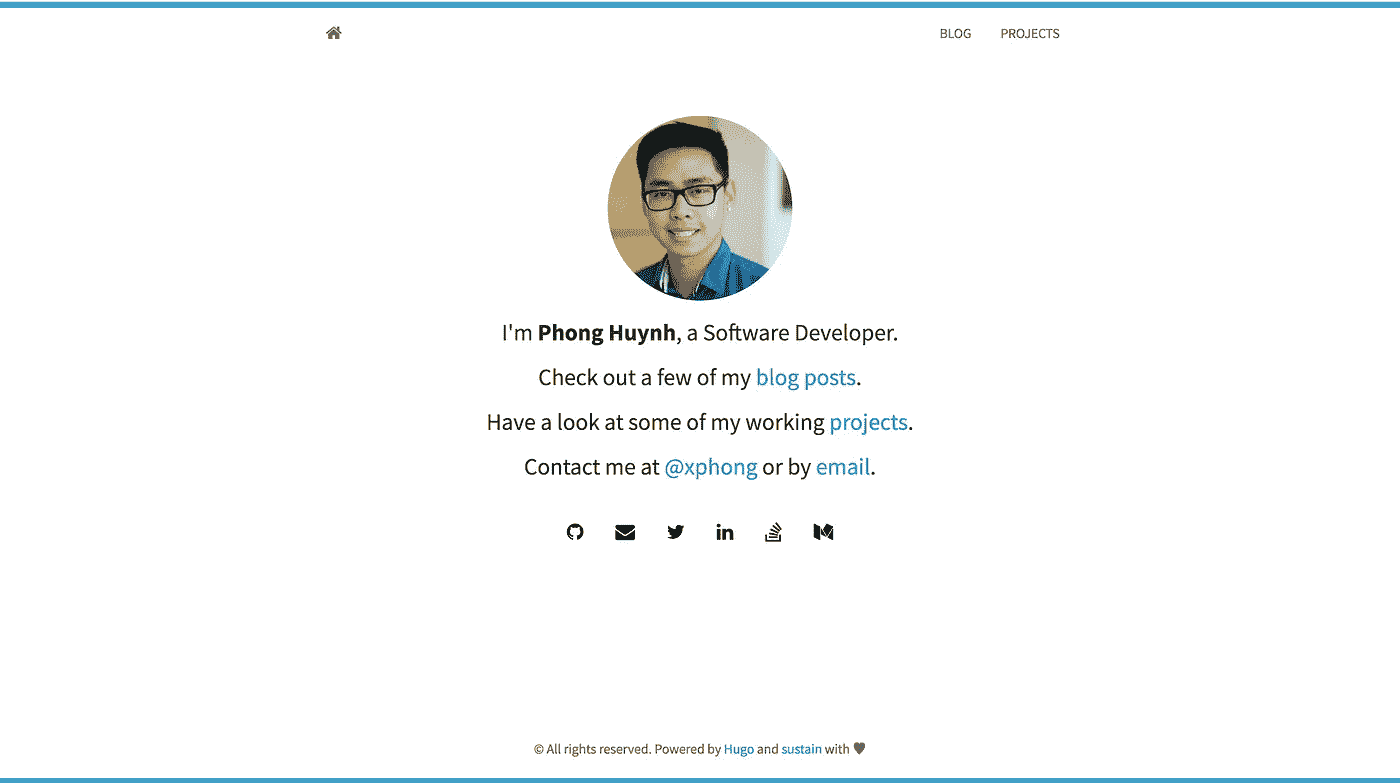 BLOG PROJECTS
I'm Phong Huynh, a Software Developer.
Check out a few of my blog posts.
Have a look at some of my working projects.
Contact me at @xphong or by email.
© All rights reserved. Powered by Hugo and sustain with ♥